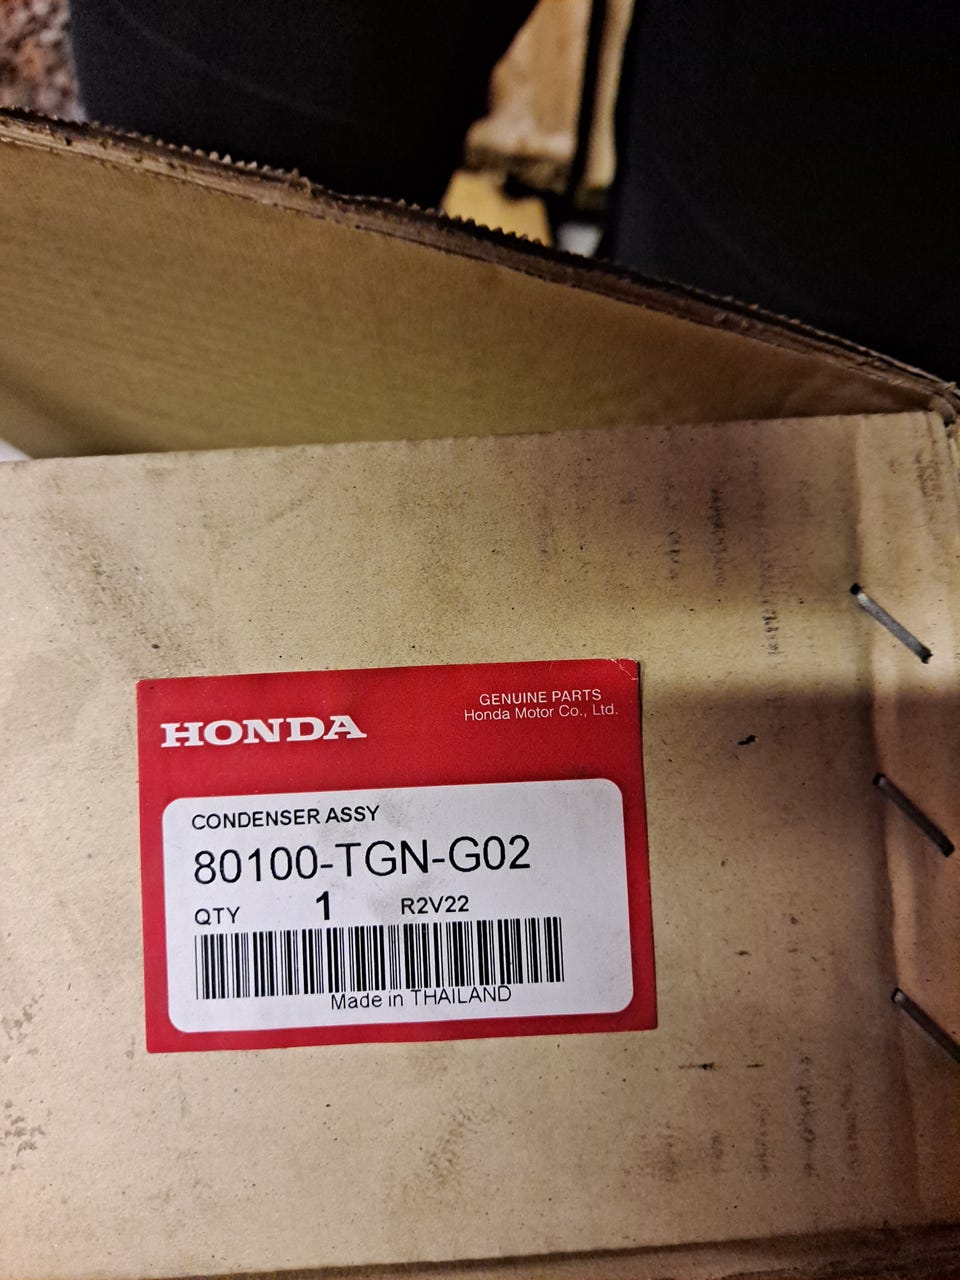 HONDA
GENUINE PARTS
Honda Motor Co., Ltd.
CONDENSER ASSY
80100-TGN-G02
QTY 1 R2V22
Made in THAILAND